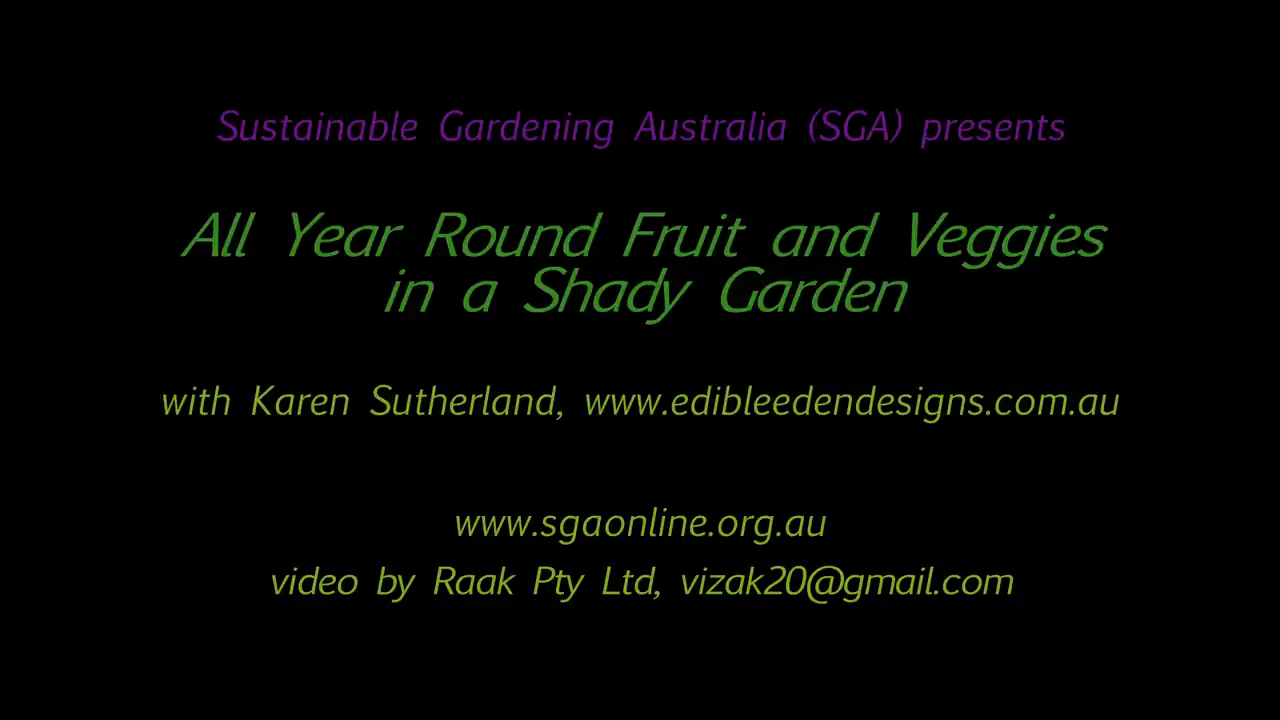 Sustainable Gardening Australia (SGA) presents
All Year Round Fruit and Veggies
in a Shady Garden
with Karen Sutherland, www.edibleedendesigns.com.au
www.sgaonline.org.au
video by Raak Pty Ltd, vizak20@gmail.com